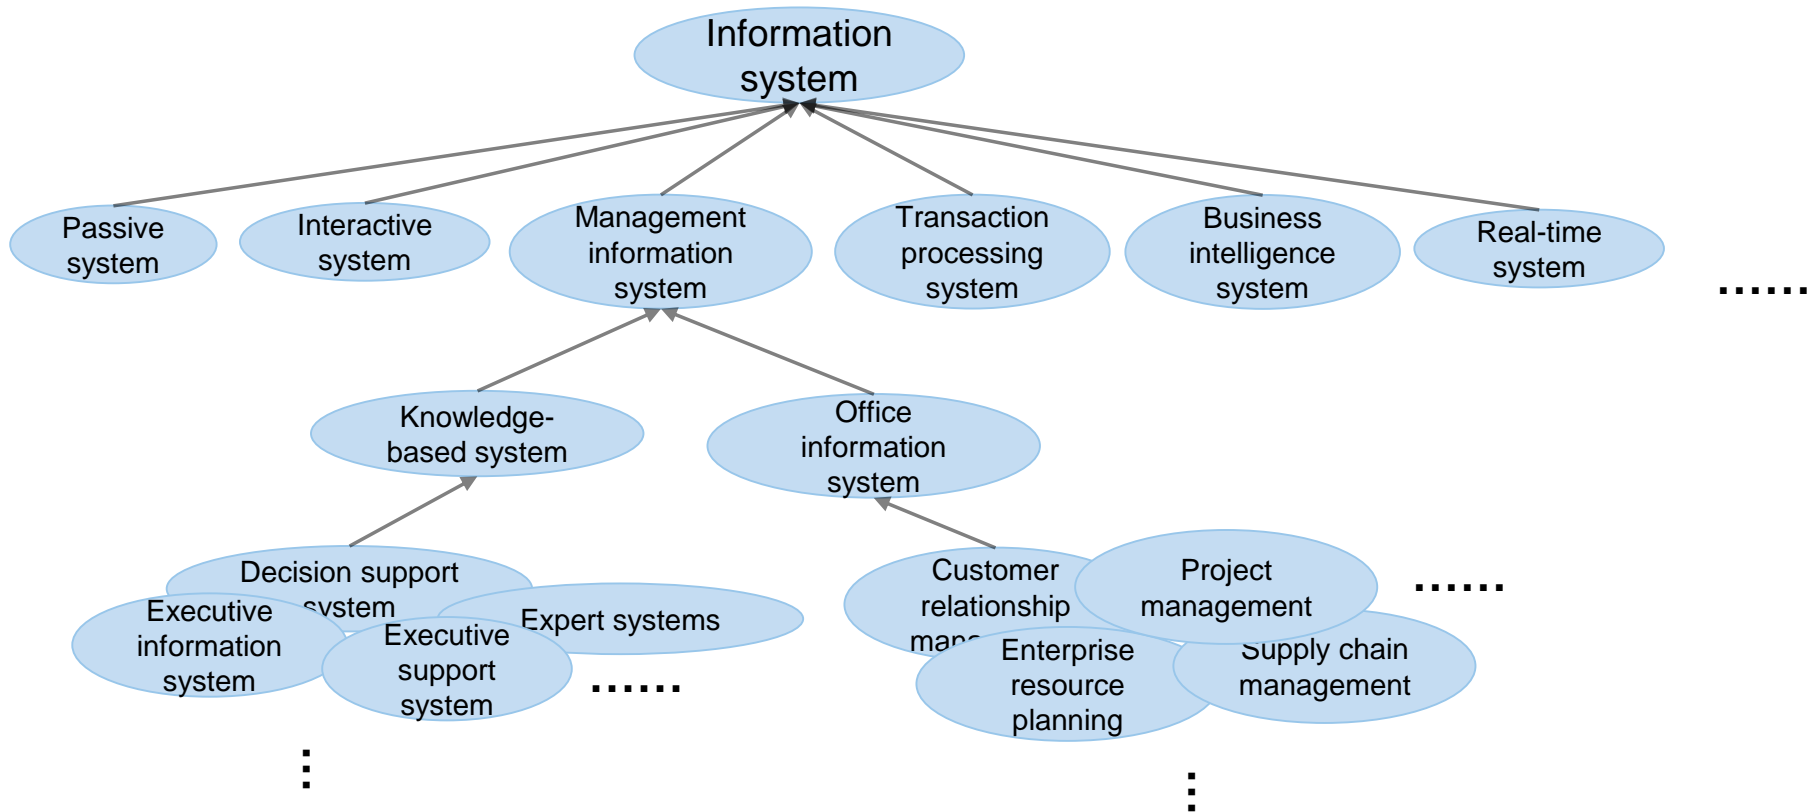 Information
system
Passive
system
Interactive
system
Management
information
system
Transaction
processing
system
Business
intelligence
system
Real-time
system
......
Knowledge-
based system
Office
information
system
Decision support
system
Executive
information
system
Executive
support
system
Expert systems
......
Customer
relationship
Project
management
......
Enterprise
resource
planning
Supply chain
management
...
...